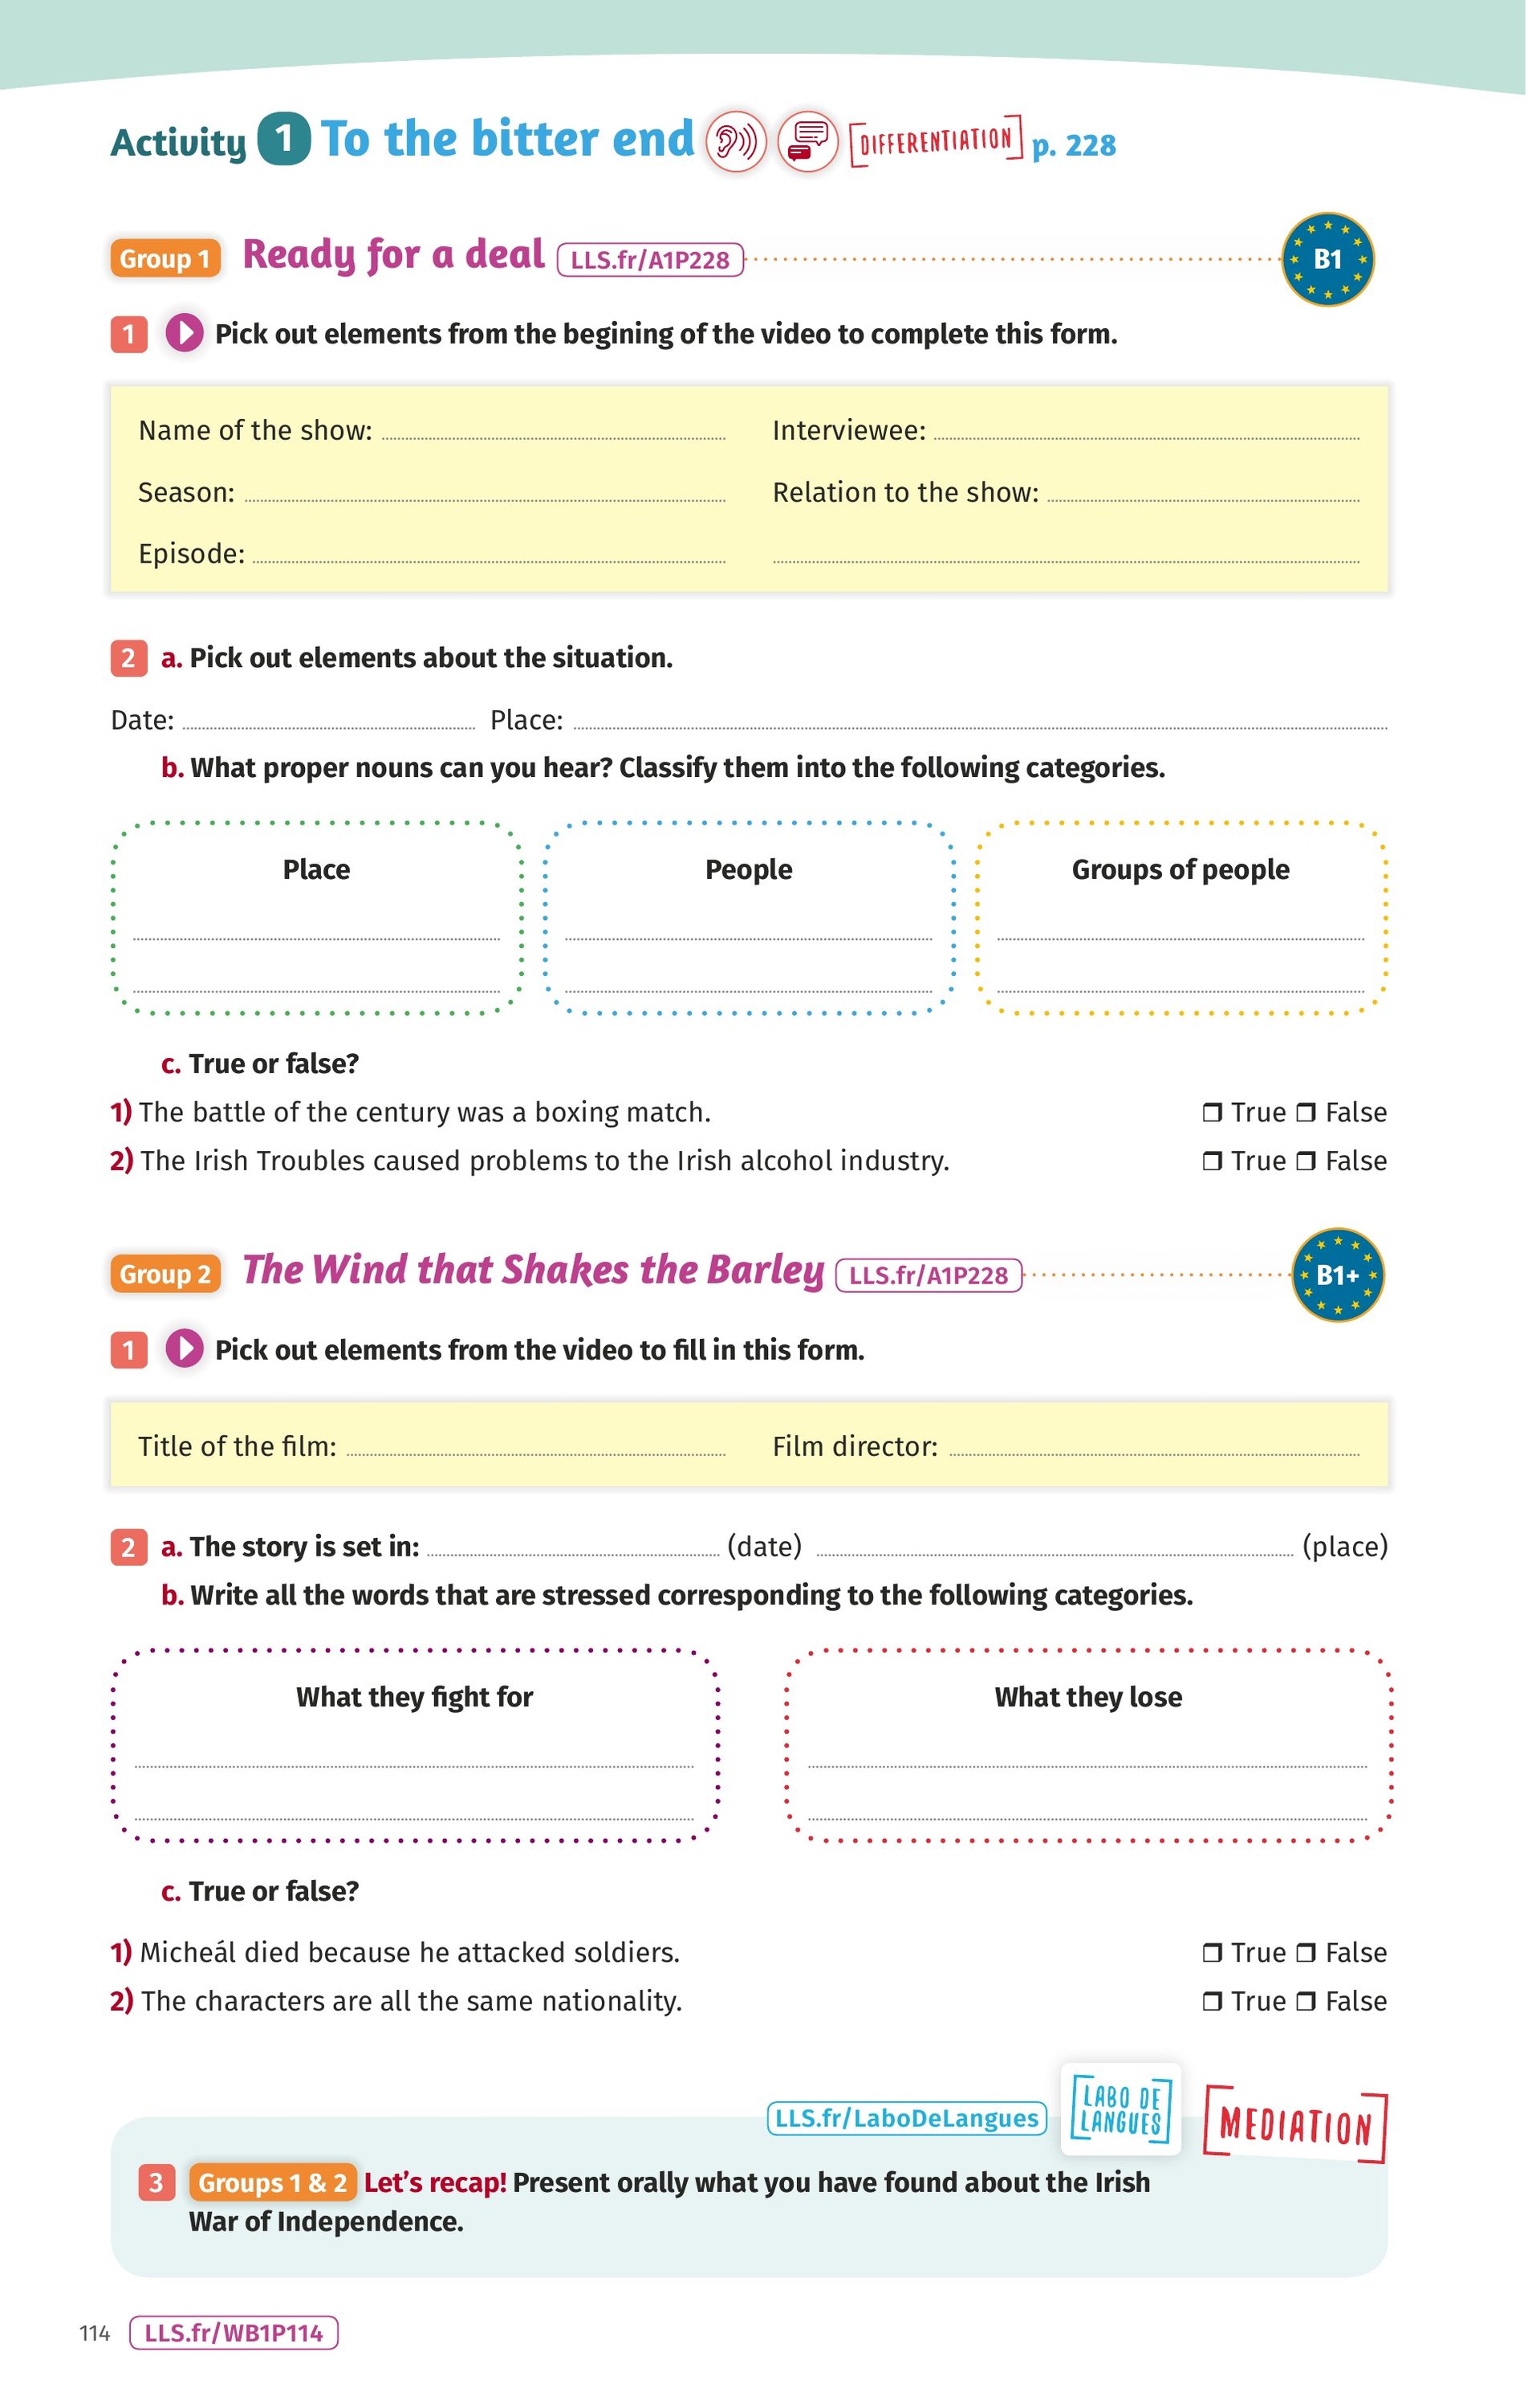 Activity 1 To the bitter end DIFFERENTIATION p. 228
Group 1 Ready for a deal LLS.fr/A1P228 B1
1 Pick out elements from the begining of the video to complete this form.
Name of the show: Interviewee:
Season: Relation to the show:
Episode:
2 a. Pick out elements about the situation.
Date: Place:
b. What proper nouns can you hear? Classify them into the following categories.
Place People Groups of people
c. True or false?
1) The battle of the century was a boxing match. ❒ True ❒ False
2) The Irish Troubles caused problems to the Irish alcohol industry. ❒ True ❒ False
Group 2 The Wind that Shakes the Barley LLS.fr/A1P228 B1+
1 Pick out elements from the video to fill in this form.
Title of the film: Film director:
2 a. The story is set in: (date) (place)
b. Write all the words that are stressed corresponding to the following categories.
What they fight for What they lose
c. True or false?
1) Micheál died because he attacked soldiers. ❒ True ❒ False
2) The characters are all the same nationality. ❒ True ❒ False
LLS.fr/LaboDeLangues LABO DE LANGUES MEDIATION
3 Groups 1 & 2 Let's recap! Present orally what you have found about the Irish
War of Independence.
114 LLS.fr/WB1P114